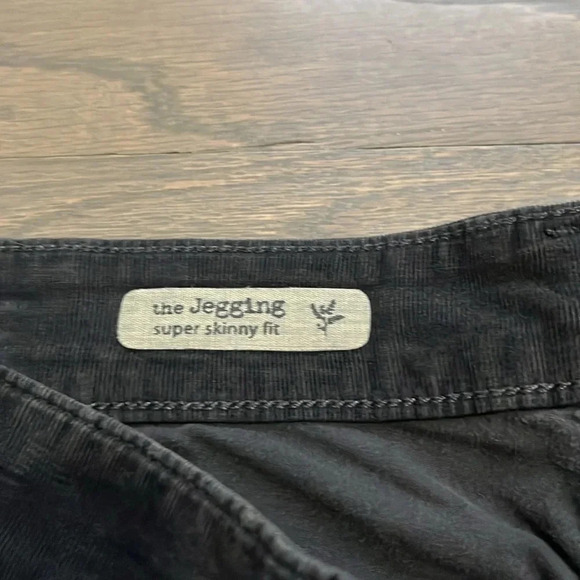 the Jegging
super skinny fit